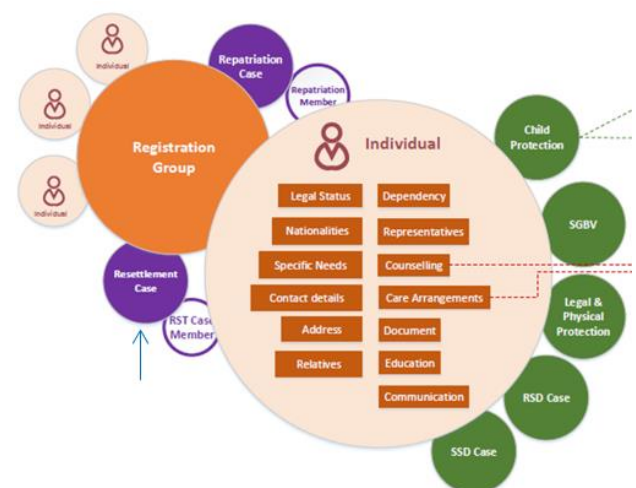 Individual
Individual
Individual
Registration
Group
Repatriation
Case
Repatriation
Member
Resettlement
Case
RST Case
Member
Individual
Legal Status
Dependency
Nationalities
Representatives
Specific Needs
Counselling
Contact details
Care Arrangements
Address
Document
Relatives
Education
Communication
Child
Protection
SGBV
Legal &
Physical
Protection
RSD Case
SSD Case